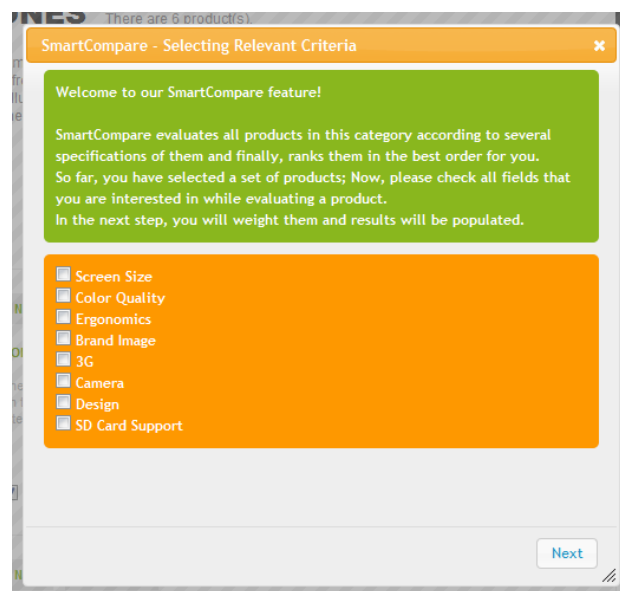 There are 6 product(s).
SmartCompare - Selecting Relevant Criteria
Welcome to our SmartCompare feature!
SmartCompare evaluates all products in this category according to several
specifications of them and finally, ranks them in the best order for you.
So far, you have selected a set of products; Now, please check all fields that
you are interested in while evaluating a product.
In the next step, you will weight them and results will be populated.
Screen Size
Color Quality
Ergonomics
Brand Image
3G
Camera
Design
SD Card Support
Next